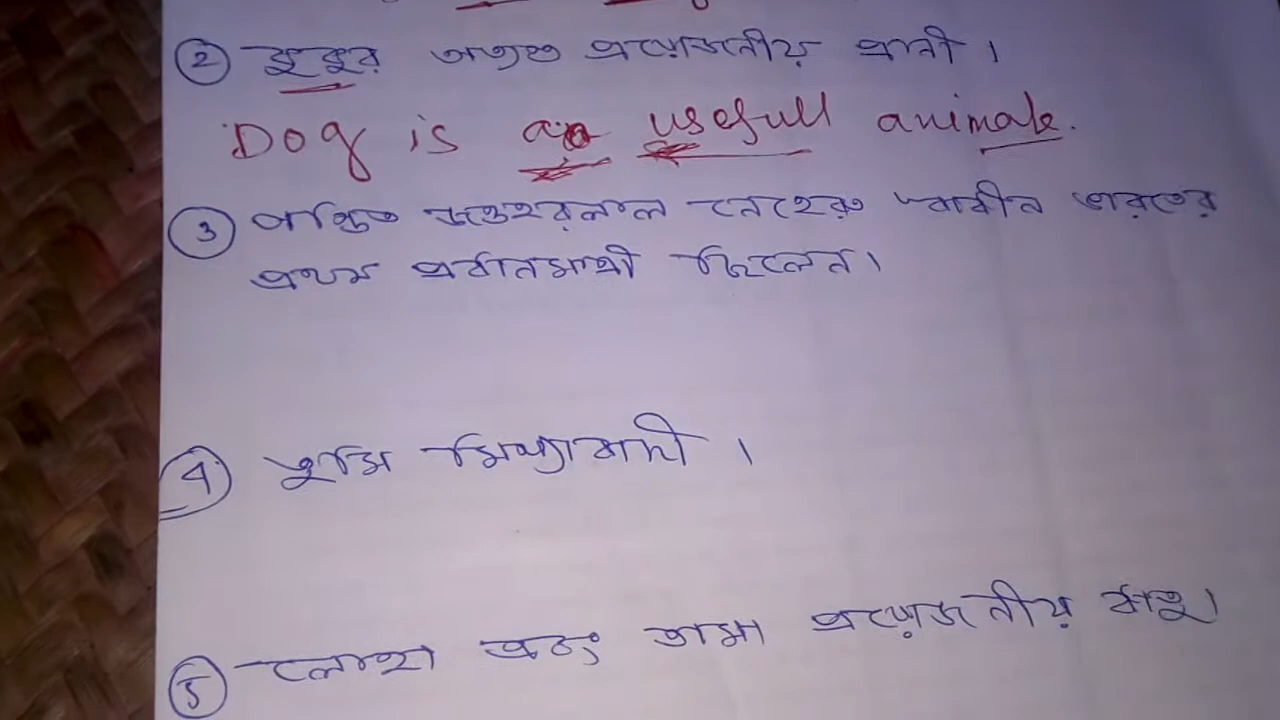 ② কুকুর অত্যন্ত প্রয়োজনীয় প্রানী।
Dog is a usefull animale.
③ পণ্ডিত জওহরলাল নেহেরু স্বাধীন ভারতের
প্রথম প্রধানমন্ত্রী ছিলেন।
④ তুমি মিথ্যাবাদী।
⑤ লোহা এবং তামা প্রয়োজনীয় ধাতু।